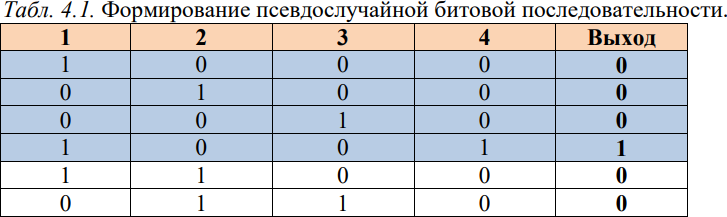 Табл. 4.1. Формирование псевдослучайной битовой последовательности.
1 2 3 4 Выход
1 0 0 0 0
0 1 0 0 0
0 0 1 0 0
1 0 0 1 1
1 1 0 0 0
0 1 1 0 0